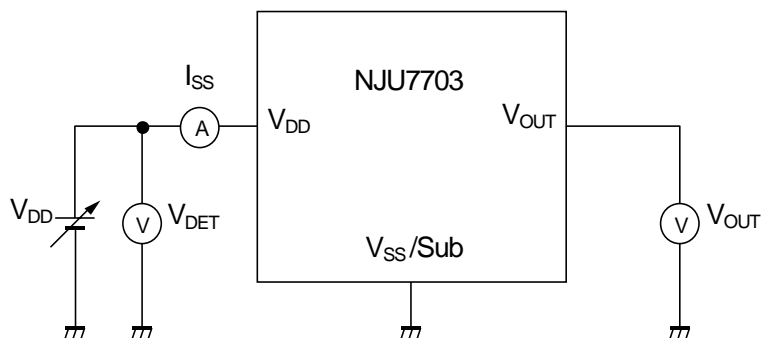 NJU7703
I_SS
A
V_DD
V_OUT
V_DD
V
V_DET
V
V_OUT
V_SS/Sub